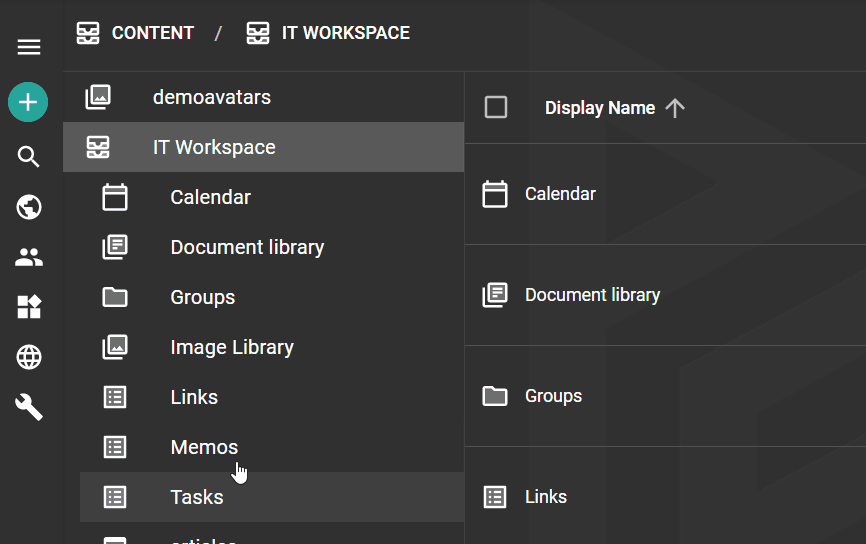 CONTENT / IT WORKSPACE
demoavatars
IT Workspace
Calendar
Document library
Groups
Image Library
Links
Memos
Tasks
articles
Display Name
Calendar
Document library
Groups
Links